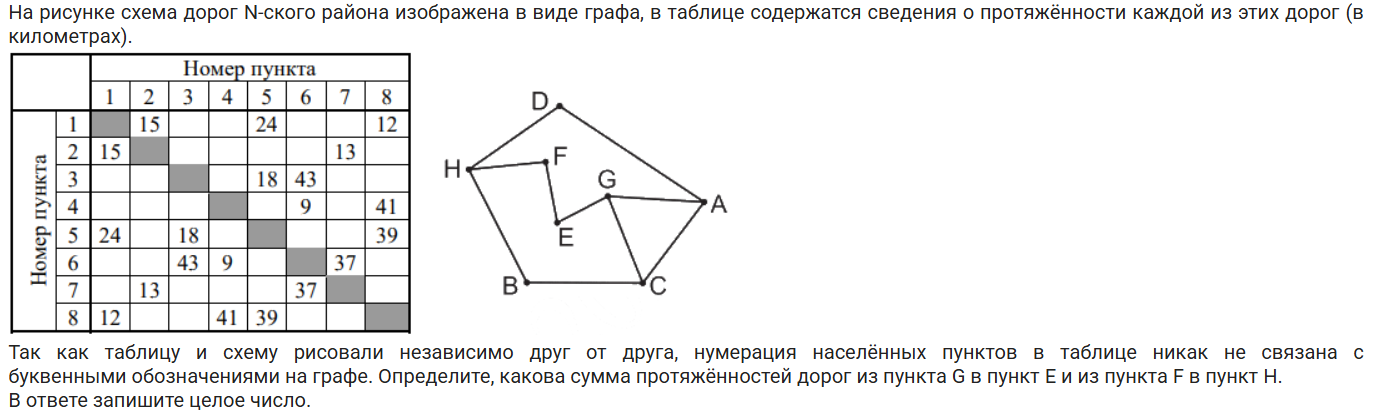 На рисунке схема дорог N-ского района изображена в виде графа, в таблице содержатся сведения о протяжённости каждой из этих дорог (в
километрах).
Номер пункта
1 2 3 4 5 6 7 8
Номер пункта
1 15 24 12
2 15 13
3 18 43
4 9 41
5 24 18 39
6 43 9 37
7 13 37
8 12 41 39
D
H
F
G
A
E
B
C
Так как таблицу и схему рисовали независимо друг от друга, нумерация населённых пунктов в таблице никак не связана с
буквенными обозначениями на графе. Определите, какова сумма протяжённостей дорог из пункта G в пункт E и из пункта F в пункт H.
В ответе запишите целое число.